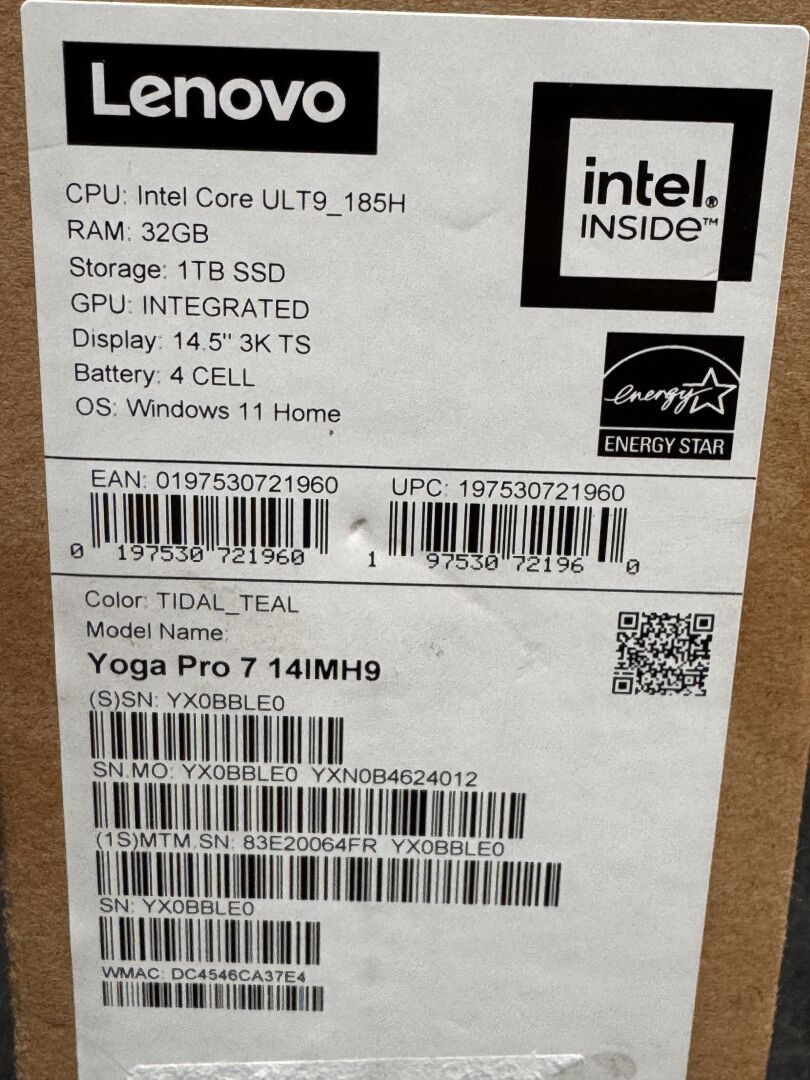 Lenovo
intel®
INSIDE™
CPU: Intel Core ULT9_185H
RAM: 32GB
Storage: 1TB SSD
GPU: INTEGRATED
Display: 14.5" 3K TS
Battery: 4 CELL
OS: Windows 11 Home
energy
ENERGY STAR
EAN: 0197530721960
UPC: 197530721960
0 197530 721960
1 97530 72196 0
Color: TIDAL_TEAL
Model Name:
Yoga Pro 7 14IMH9
(S)SN: YX0BBLE0
SN.MO: YX0BBLE0 YXN0B4624012
(1S)MTM.SN: 83E20064FR YX0BBLE0
SN: YX0BBLE0
WMAC: DC4546CA37E4